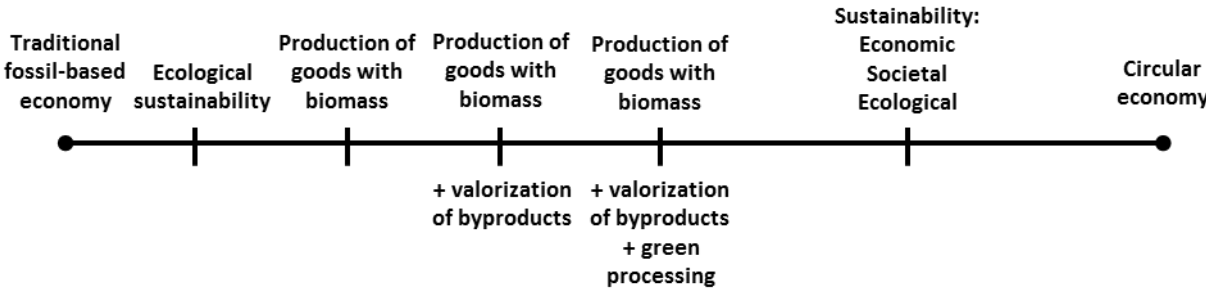 Traditional
fossil-based
economy
Ecological
sustainability
Production of
goods with
biomass
Production of
goods with
biomass
+ valorization
of byproducts
Production of
goods with
biomass
+ valorization
of byproducts
+ green
processing
Sustainability:
Economic
Societal
Ecological
Circular
economy